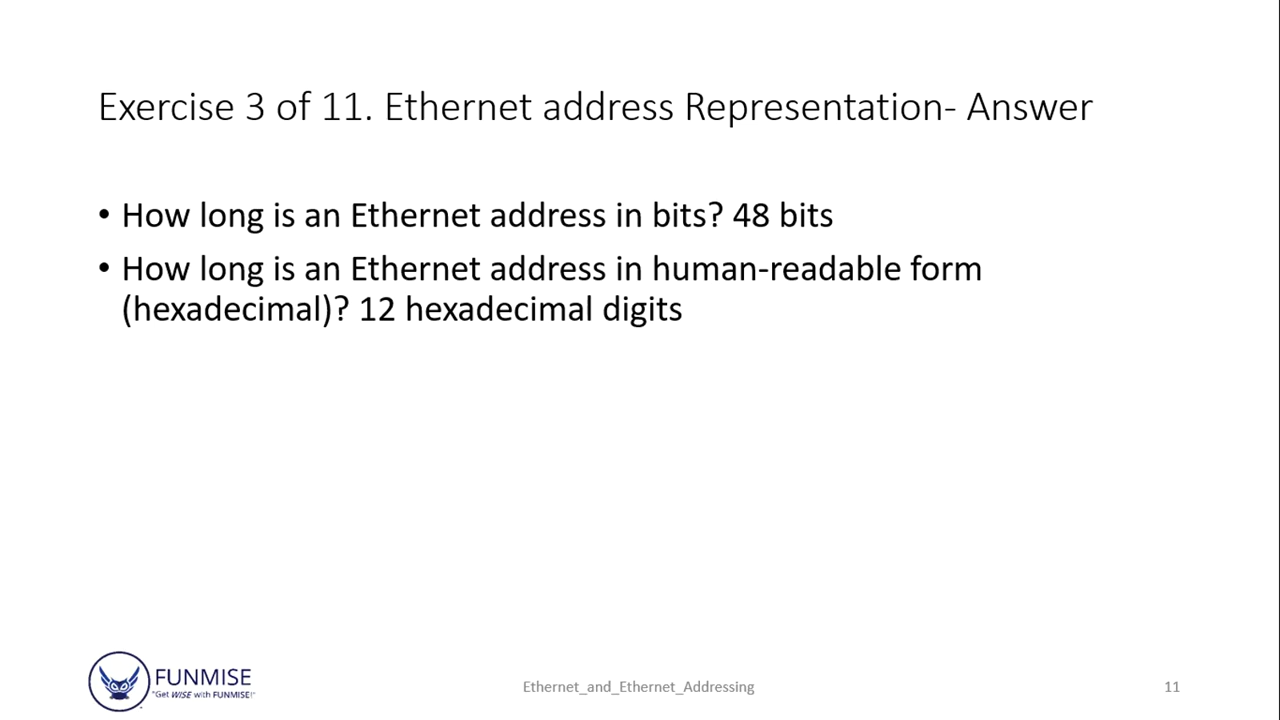 Exercise 3 of 11. Ethernet address Representation- Answer
• How long is an Ethernet address in bits? 48 bits
• How long is an Ethernet address in human-readable form
(hexadecimal)? 12 hexadecimal digits
FUNMISE
"Get WISE with FUNMISE!"
Ethernet_and_Ethernet_Addressing
11